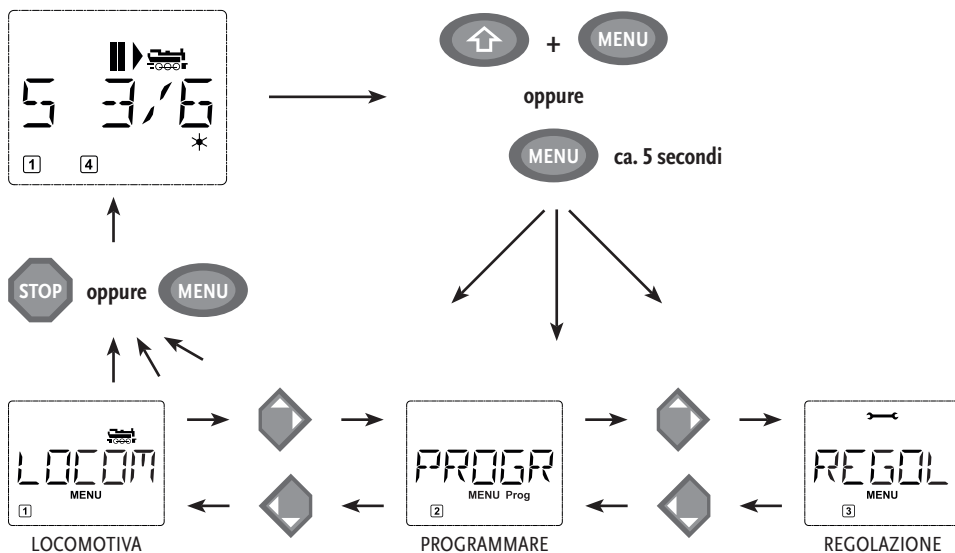 MENU
+
oppure
S 3/6
1 4
MENU ca. 5 secondi
STOP oppure MENU
LOCOM
MENU
1
LOCOMOTIVA
PROGR
MENU Prog
2
PROGRAMMARE
REGOL
MENU
3
REGOLAZIONE